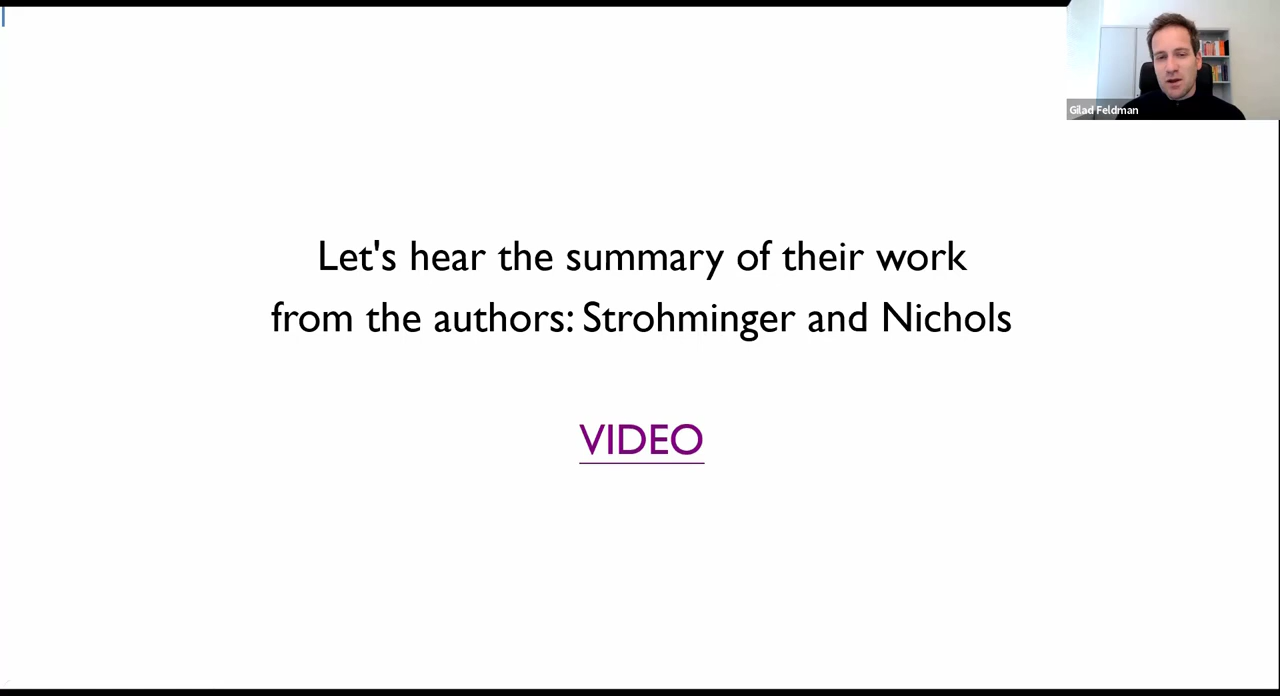 Gilad Feldman
Let's hear the summary of their work
from the authors: Strohminger and Nichols
VIDEO